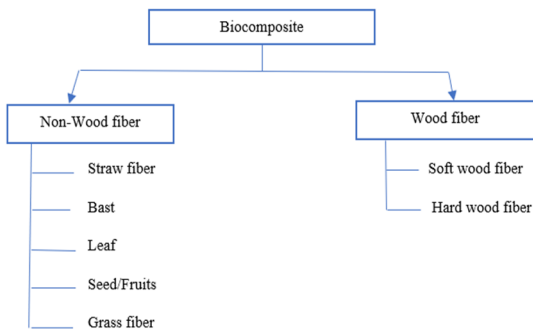 Biocomposite
Non-Wood fiber
Straw fiber
Bast
Leaf
Seed/Fruits
Grass fiber
Wood fiber
Soft wood fiber
Hard wood fiber